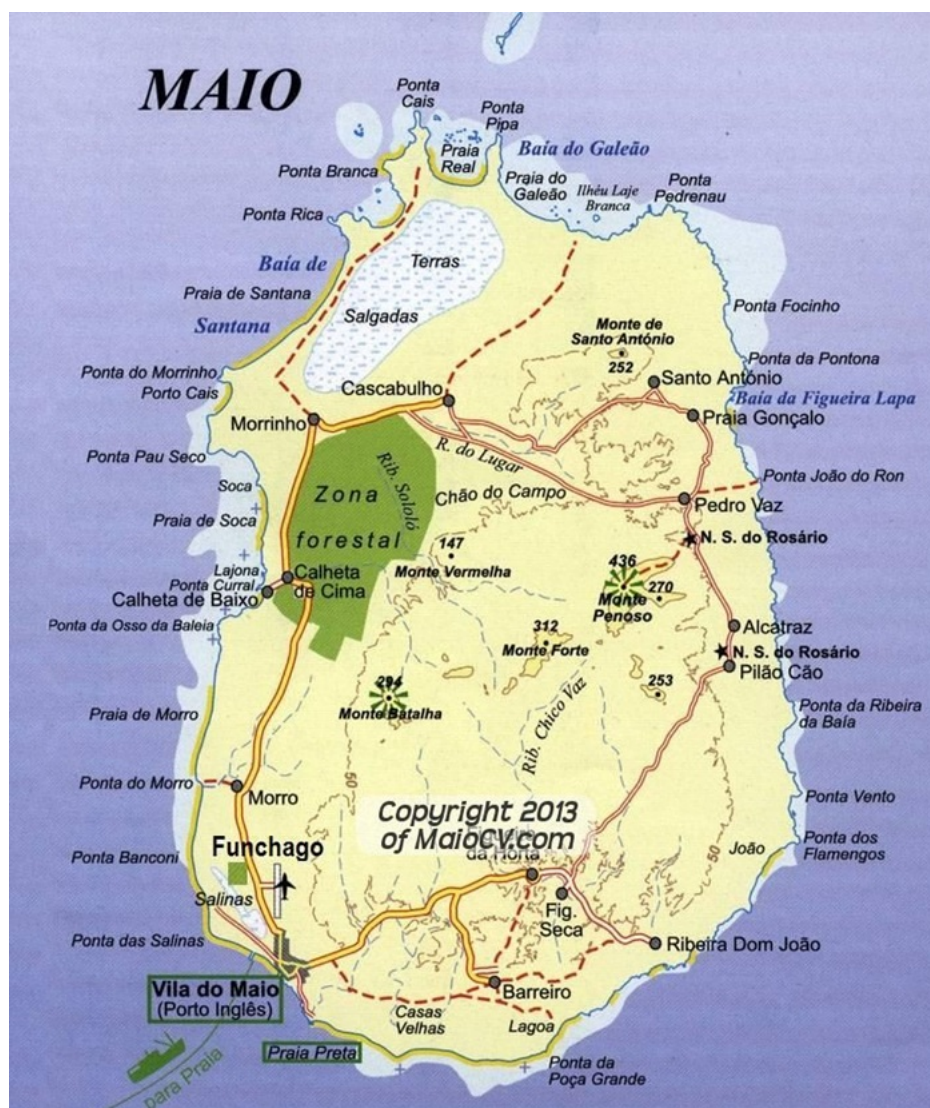 MAIO
Ponta
Cais
Ponta
Pipa
Praia
Real
Baía do Galeão
Ponta Branca
Praia do
Galeão
Ilhéu Laje
Branca
Ponta
Pedrenau
Ponta Rica
Terras
Salgadas
Baía de
Santana
Praia de Santana
Ponta Focinho
Monte de
Santo António
252
Ponta da Pontona
Ponta do Morrinho
Porto Cais
Cascabulho
Santo António
Baía da Figueira Lapa
Morrinho
Praia Gonçalo
Ponta Pau Seco
R. do Lugar
Rib. Sololó
Soca
Zona
forestal
Chão do Campo
Ponta João do Ron
Pedro Vaz
Praia de Soca
N. S. do Rosário
147
Monte Vermelha
436
Monte
Penoso
270
Lajona
Ponta Curral
Calheta
de Cima
Calheta de Baixo
Ponta da Osso da Baleia
312
Monte Forte
Alcatraz
N. S. do Rosário
Pilão Cão
294
Monte Batalha
253
Rib. Chico Vaz
Praia de Morro
Ponta da Ribeira
da Baía
50
Ponta do Morro
Morro
Ponta Vento
Copyright 2013
of MaioCV.com
Figueira
da Horta
Funchago
Ponta Banconi
João
50
Ponta dos
Flamengos
Salinas
Fig.
Seca
Ponta das Salinas
Ribeira Dom João
Vila do Maio
(Porto Inglês)
Barreiro
Casas
Velhas
Lagoa
Praia Preta
Ponta da
Poça Grande
para Praia